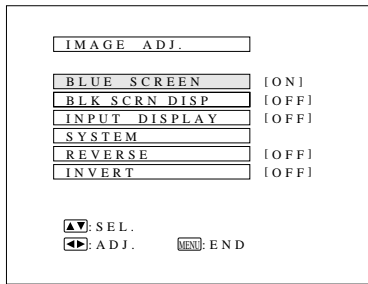 IMAGE ADJ.
BLUE SCREEN [ON]
BLK SCRN DISP [OFF]
INPUT DISPLAY [OFF]
SYSTEM
REVERSE [OFF]
INVERT [OFF]
▲▼:SEL.
◀▶:ADJ. MENU:END